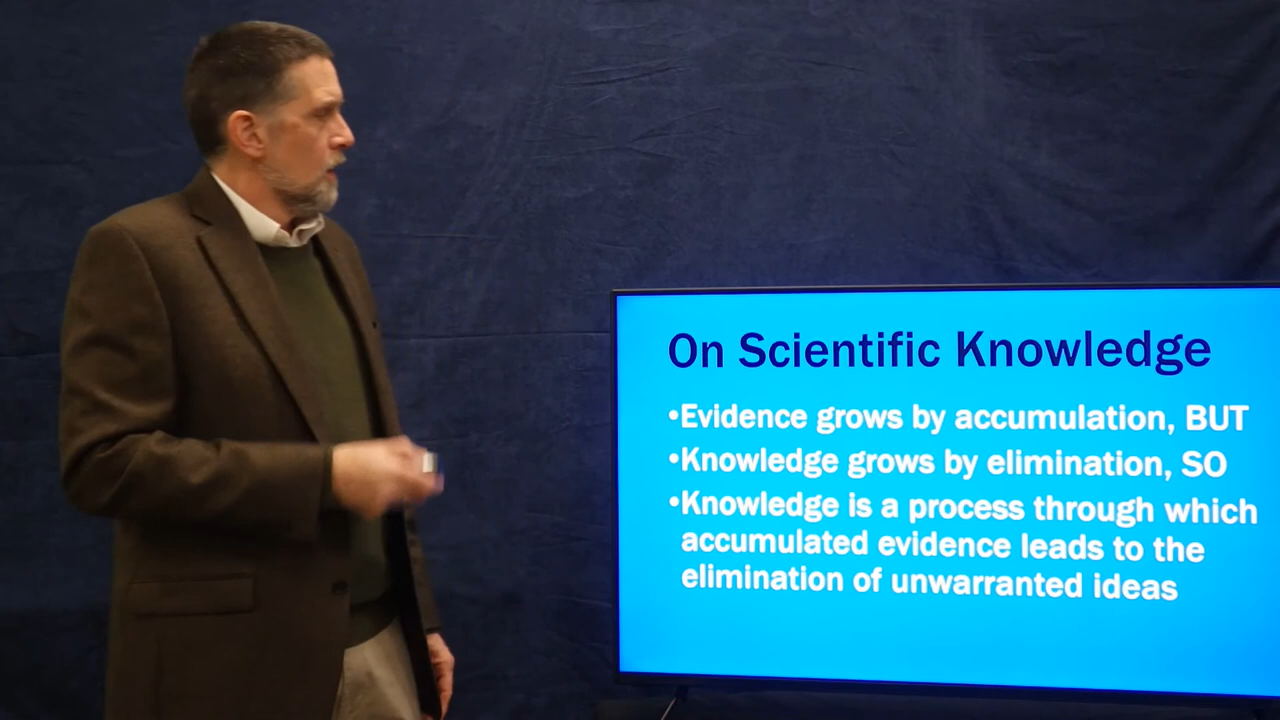 On Scientific Knowledge
•Evidence grows by accumulation, BUT
•Knowledge grows by elimination, SO
•Knowledge is a process through which
accumulated evidence leads to the
elimination of unwarranted ideas